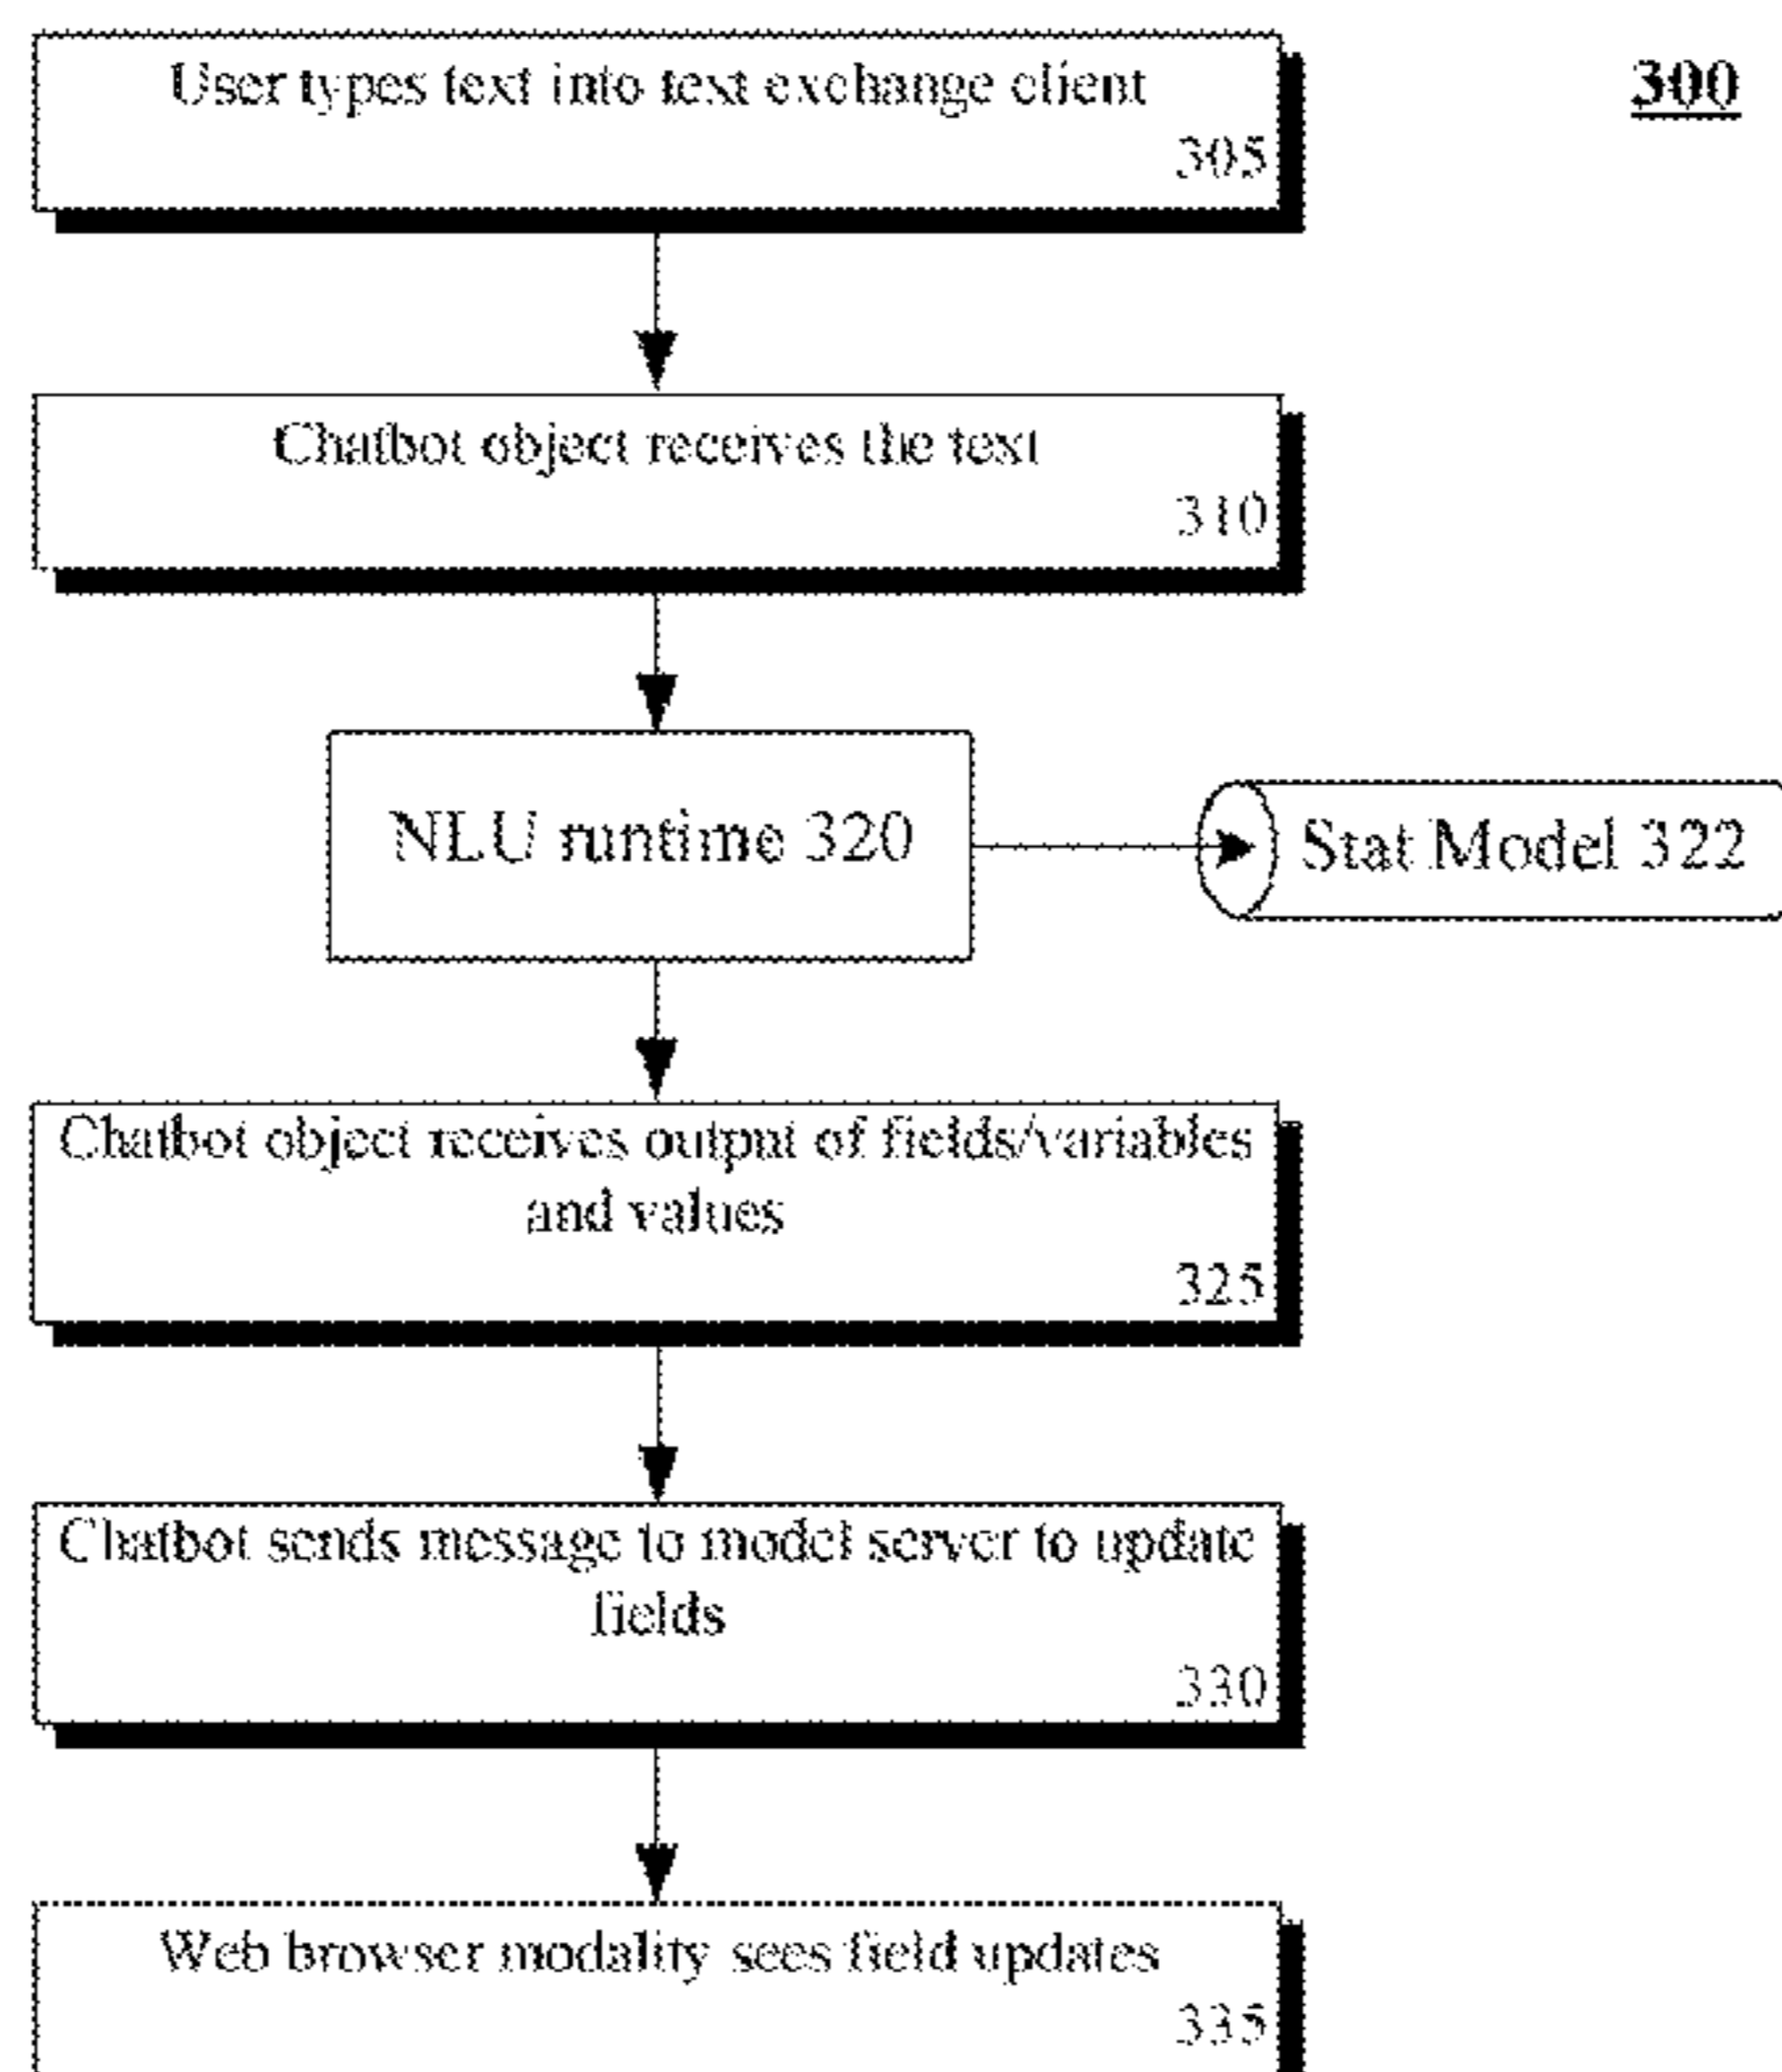 300
User types text into text exchange client
305
Chatbot object receives the text
310
NLU runtime 320
Stat Model 322
Chatbot object receives output of fields/variables
and values
325
Chatbot sends message to model server to update
fields
330
Web browser modality sees field updates
335